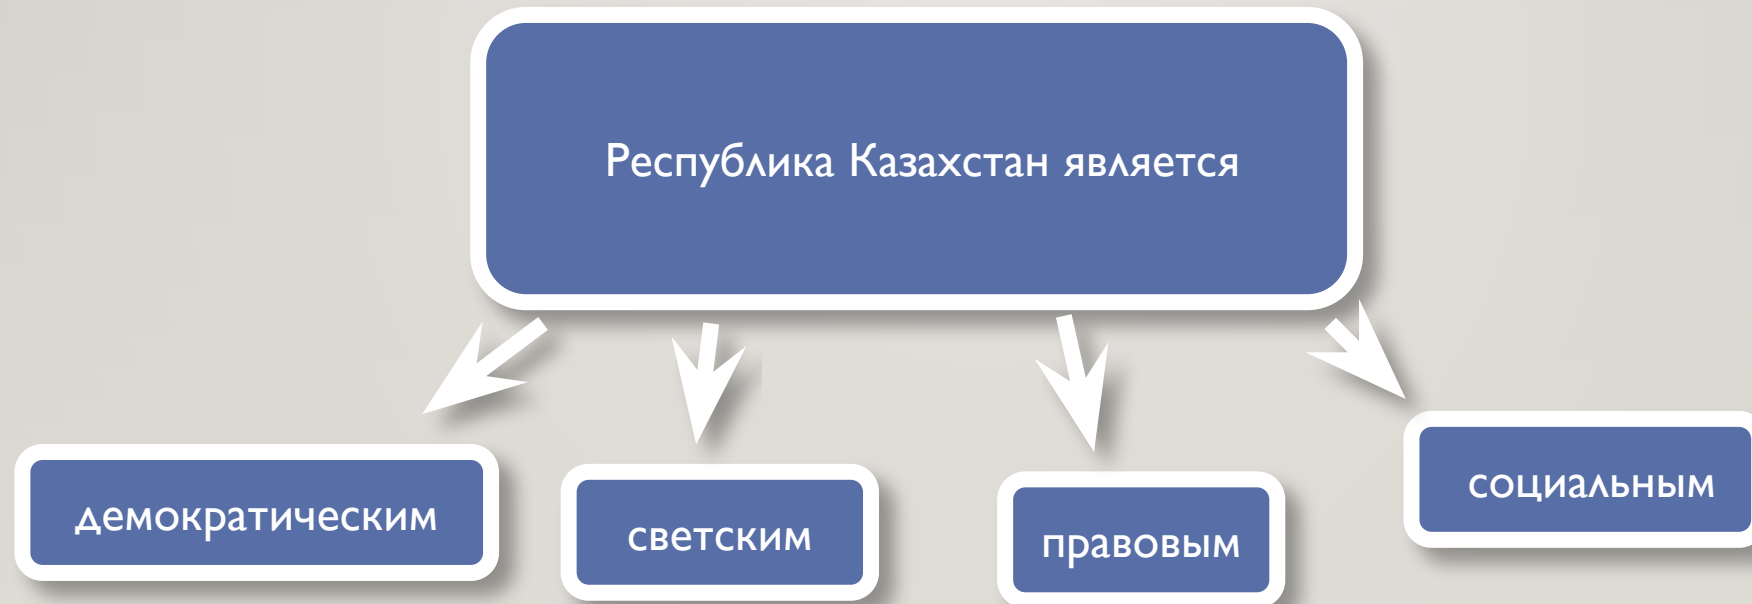 Республика Казахстан является
демократическим
светским
правовым
социальным